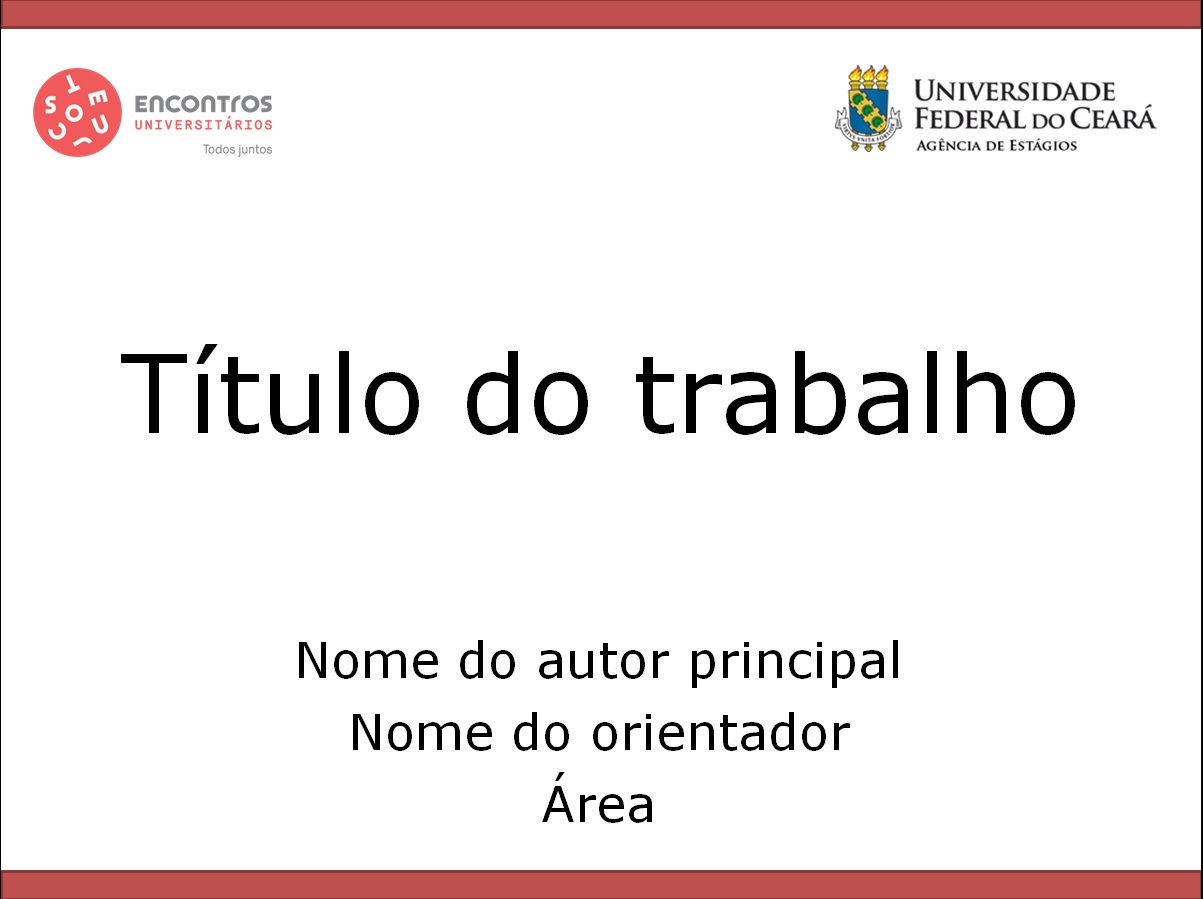 ENCONTROS
UNIVERSITÁRIOS
Todos juntos
UNIVERSIDADE
FEDERAL DO CEARÁ
AGÊNCIA DE ESTÁGIOS
Título do trabalho
Nome do autor principal
Nome do orientador
Área